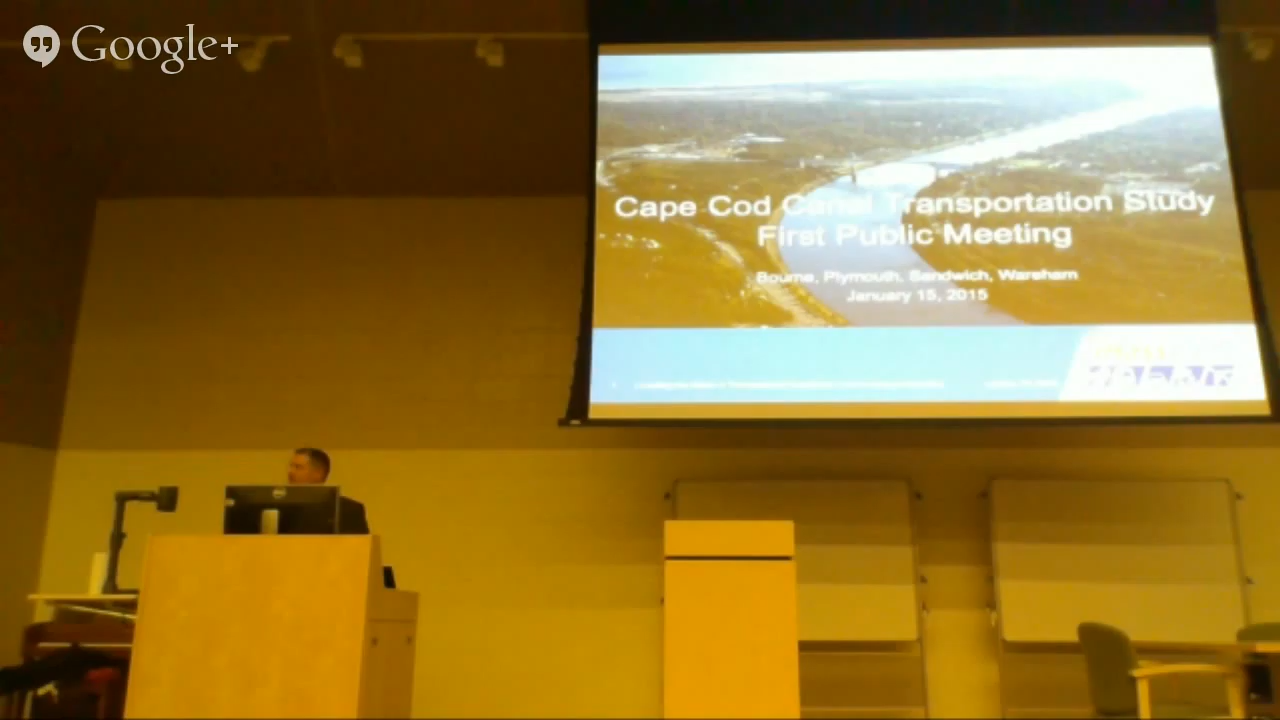 Google+
Cape Cod Canal Transportation Study
First Public Meeting
Bourne, Plymouth, Sandwich, Wareham
January 15, 2015